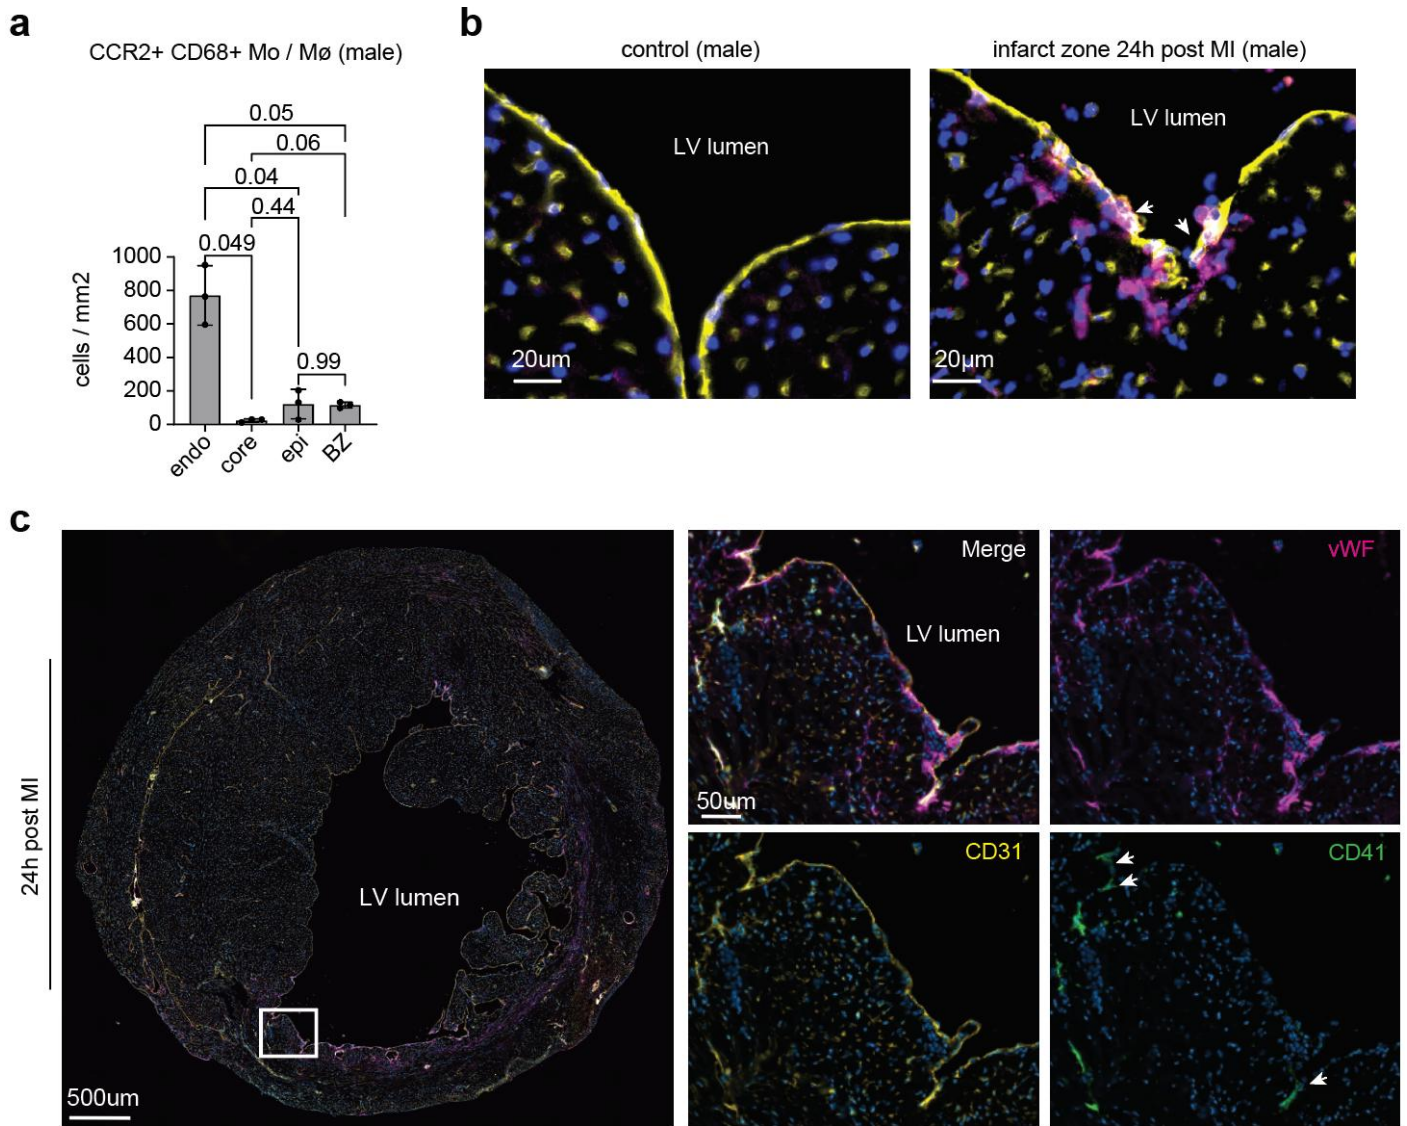 a
CCR2+ CD68+ Mo / Mø (male)
0.05
0.06
0.04
0.44
0.049
0.99
1000
800
600
400
200
0
cells / mm2
endo
core
epi
BZ
b
control (male)
infarct zone 24h post MI (male)
LV lumen
LV lumen
20um
20µm
c
24h post MI
LV lumen
500um
Merge
LV lumen
50um
vWF
CD31
CD41